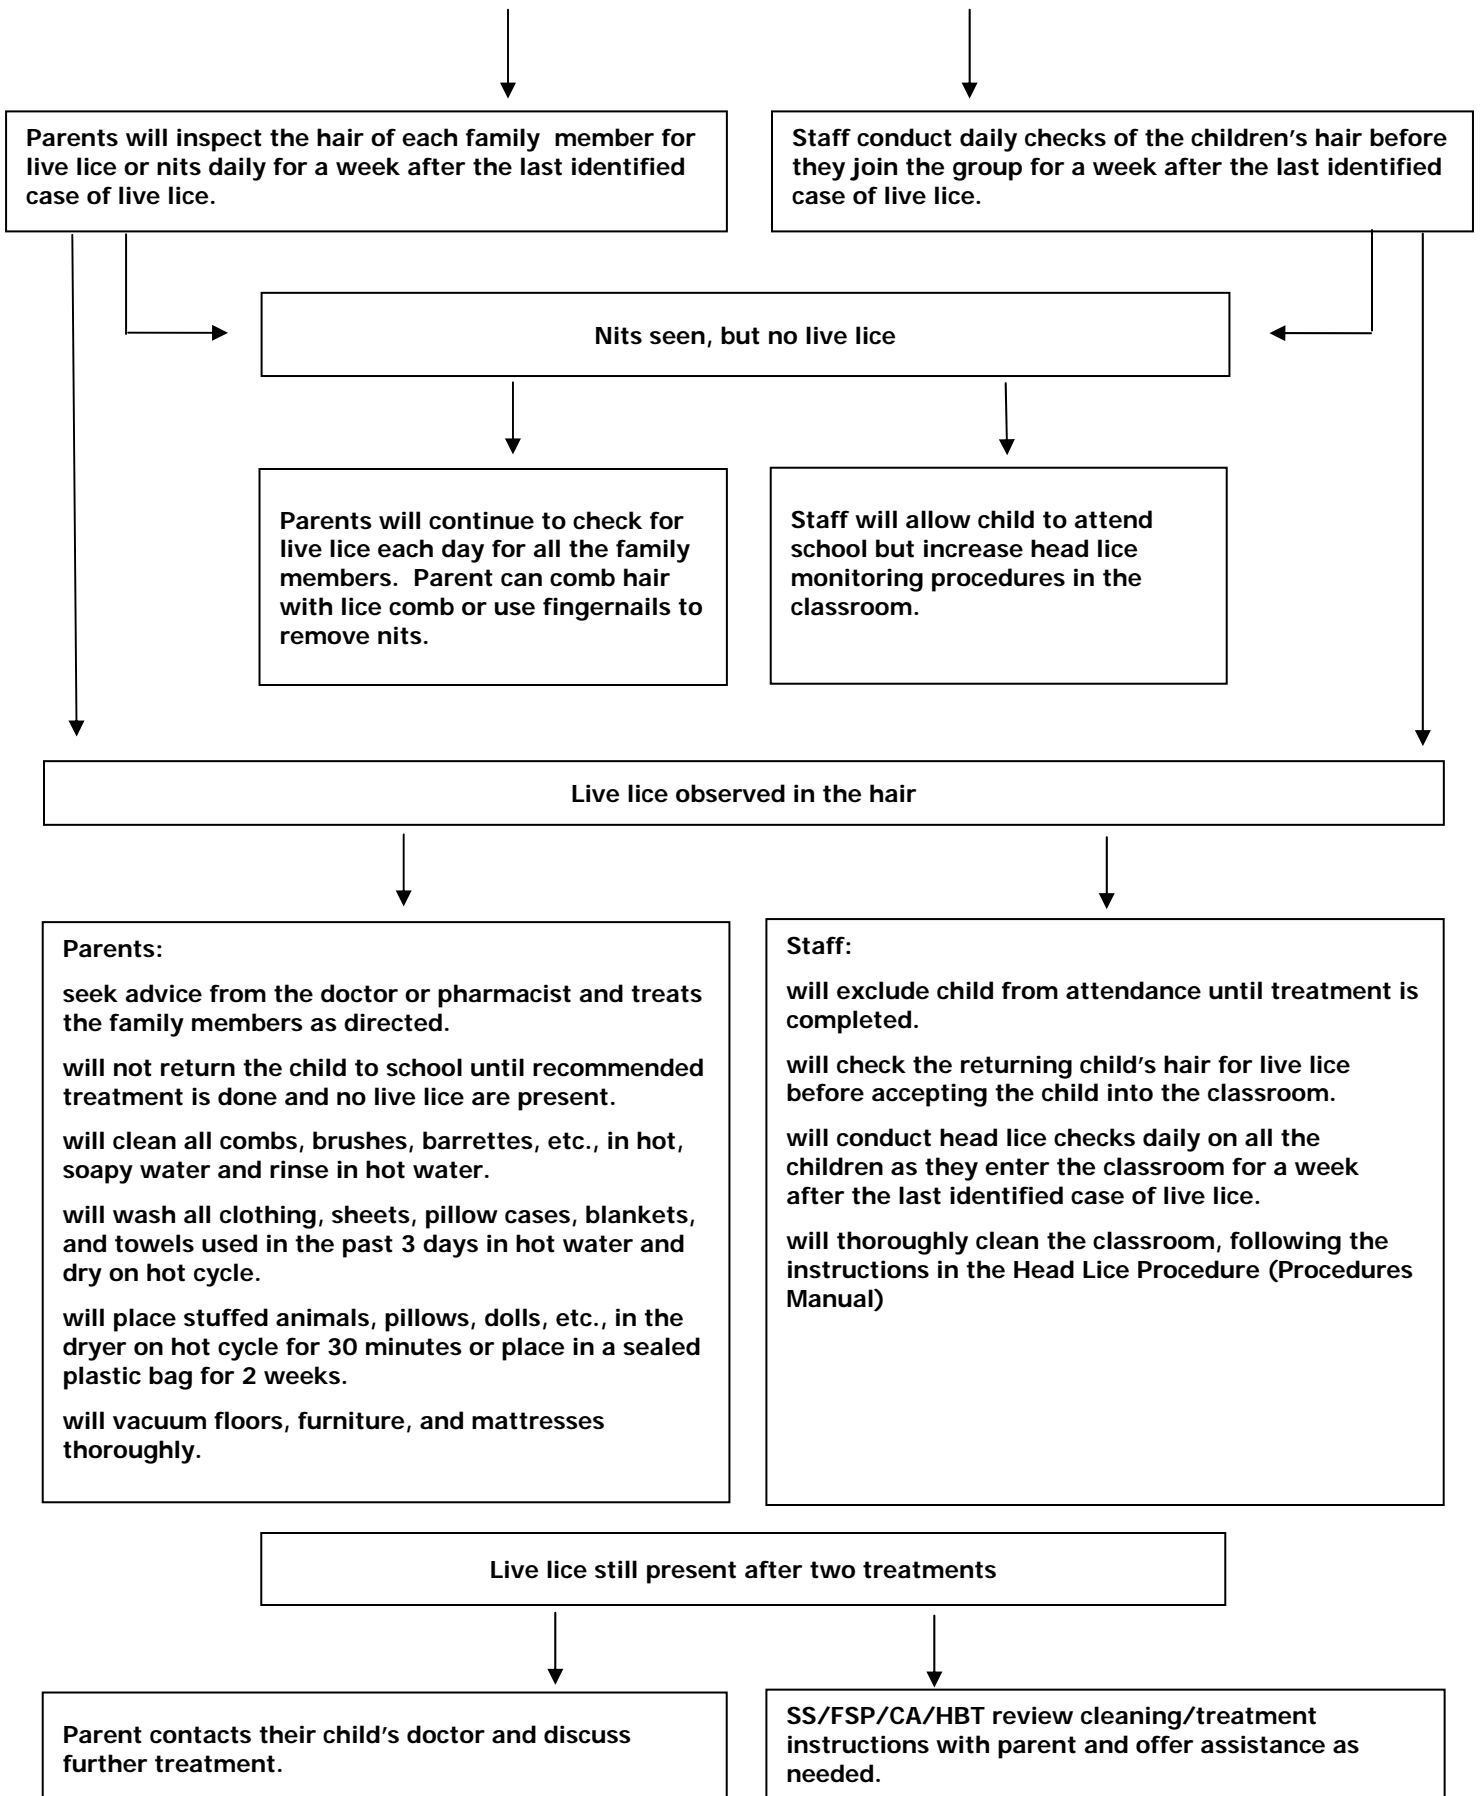 Parents will inspect the hair of each family  member for
live lice or nits daily for a week after the last identified
case of live lice.
Staff conduct daily checks of the children's hair before
they join the group for a week after the last identified
case of live lice.
Nits seen, but no live lice
Parents will continue to check for
live lice each day for all the family
members.  Parent can comb hair
with lice comb or use fingernails to
remove nits.
Staff will allow child to attend
school but increase head lice
monitoring procedures in the
classroom.
Live lice observed in the hair
Parents:
seek advice from the doctor or pharmacist and treats
the family members as directed.
will not return the child to school until recommended
treatment is done and no live lice are present.
will clean all combs, brushes, barrettes, etc., in hot,
soapy water and rinse in hot water.
will wash all clothing, sheets, pillow cases, blankets,
and towels used in the past 3 days in hot water and
dry on hot cycle.
will place stuffed animals, pillows, dolls, etc., in the
dryer on hot cycle for 30 minutes or place in a sealed
plastic bag for 2 weeks.
will vacuum floors, furniture, and mattresses
thoroughly.
Staff:
will exclude child from attendance until treatment is
completed.
will check the returning child's hair for live lice
before accepting the child into the classroom.
will conduct head lice checks daily on all the
children as they enter the classroom for a week
after the last identified case of live lice.
will thoroughly clean the classroom, following the
instructions in the Head Lice Procedure (Procedures
Manual)
Live lice still present after two treatments
Parent contacts their child's doctor and discuss
further treatment.
SS/FSP/CA/HBT review cleaning/treatment
instructions with parent and offer assistance as
needed.